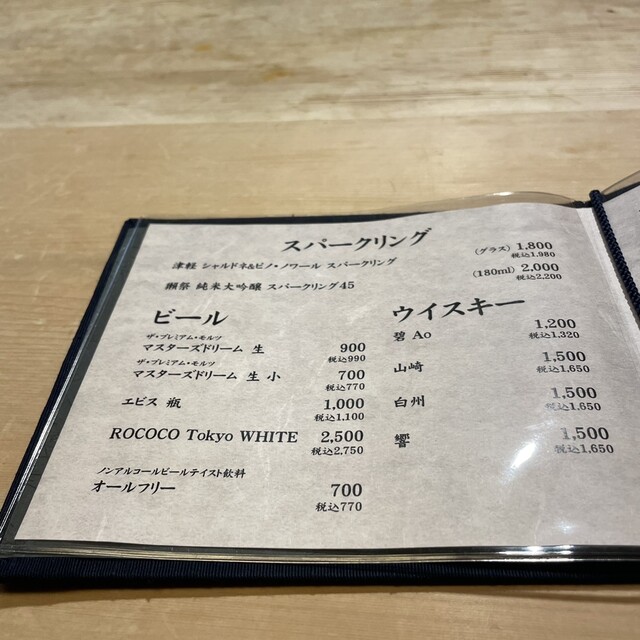 スパークリング
津軽 シャルドネ&ピノ・ノワール スパークリング (グラス) 1,800
税込1,980
獺祭 純米大吟醸 スパークリング45 (180ml) 2,000
税込2,200
ビール
ザ・プレミアム・モルツ
マスターズドリーム 生 900
税込990
ザ・プレミアム・モルツ
マスターズドリーム 生 小 700
税込770
エビス 瓶 1,000
税込1,100
ROCOCO Tokyo WHITE 2,500
税込2,750
ノンアルコールビールテイスト飲料
オールフリー 700
税込770
ウイスキー
碧 Ao 1,200
税込1,320
山崎 1,500
税込1,650
白州 1,500
税込1,650
響 1,500
税込1,650